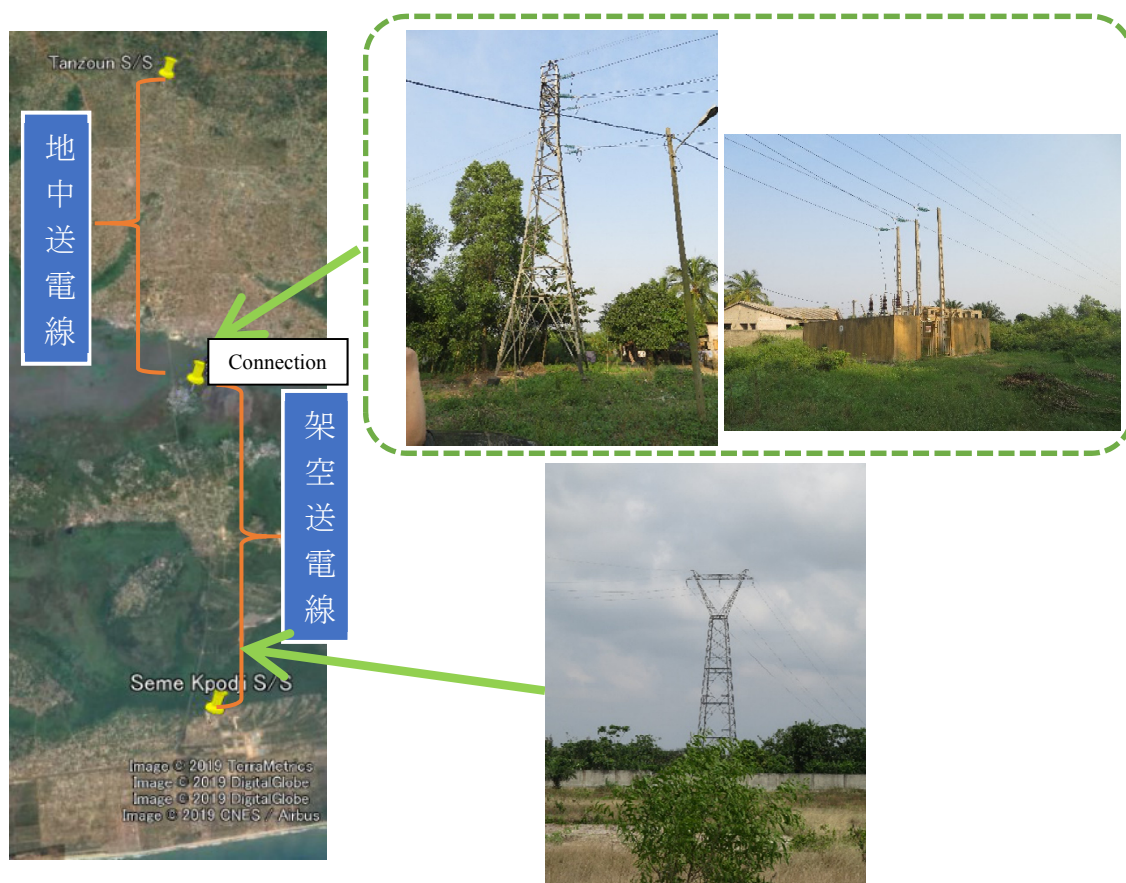 Tanzoun S/S
地中送電線
Connection
架空送電線
Seme Kpodji S/S
Image © 2019 TerraMetrics
Image © 2019 DigitalGlobe
Image © 2019 DigitalGlobe
Image © 2019 CNES / Airbus